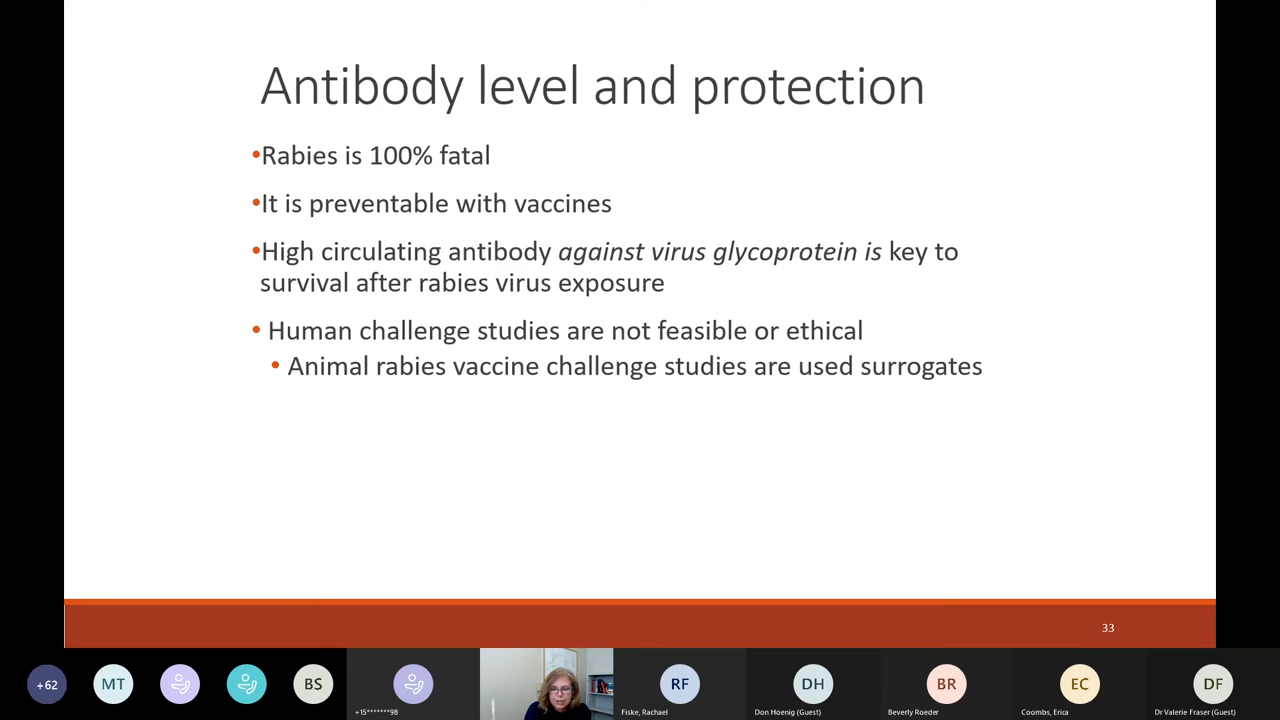 Antibody level and protection
•Rabies is 100% fatal
•It is preventable with vaccines
•High circulating antibody against virus glycoprotein is key to
survival after rabies virus exposure
• Human challenge studies are not feasible or ethical
• Animal rabies vaccine challenge studies are used surrogates
33
+62
MT
BS
+15*******98
RF
Fiske, Rachael
DH
Don Hoenig (Guest)
BR
Beverly Roeder
EC
Coombs, Erica
DF
Dr Valerie Fraser (Guest)